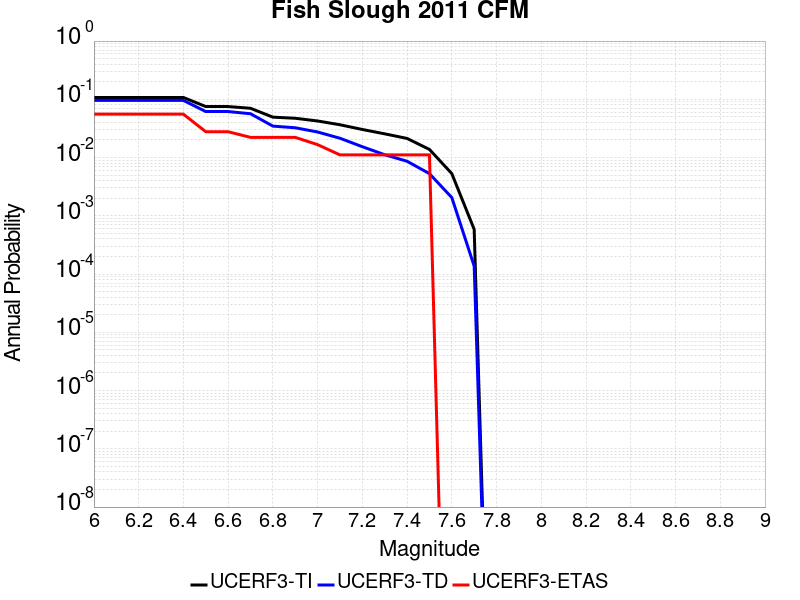 Fish Slough 2011 CFM
Annual Probability
10^0
10^-1
10^-2
10^-3
10^-4
10^-5
10^-6
10^-7
10^-8
6 6.2 6.4 6.6 6.8 7 7.2 7.4 7.6 7.8 8 8.2 8.4 8.6 8.8 9
Magnitude
UCERF3-TI UCERF3-TD UCERF3-ETAS